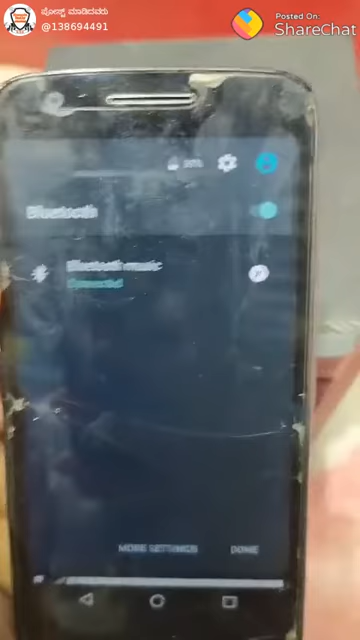 ಪೋಸ್ಟ್ ಮಾಡಿದವರು
@138694491
Posted On:
ShareChat
Bluetooth
Bluetooth music
Connected
MORE SETTINGS
DONE